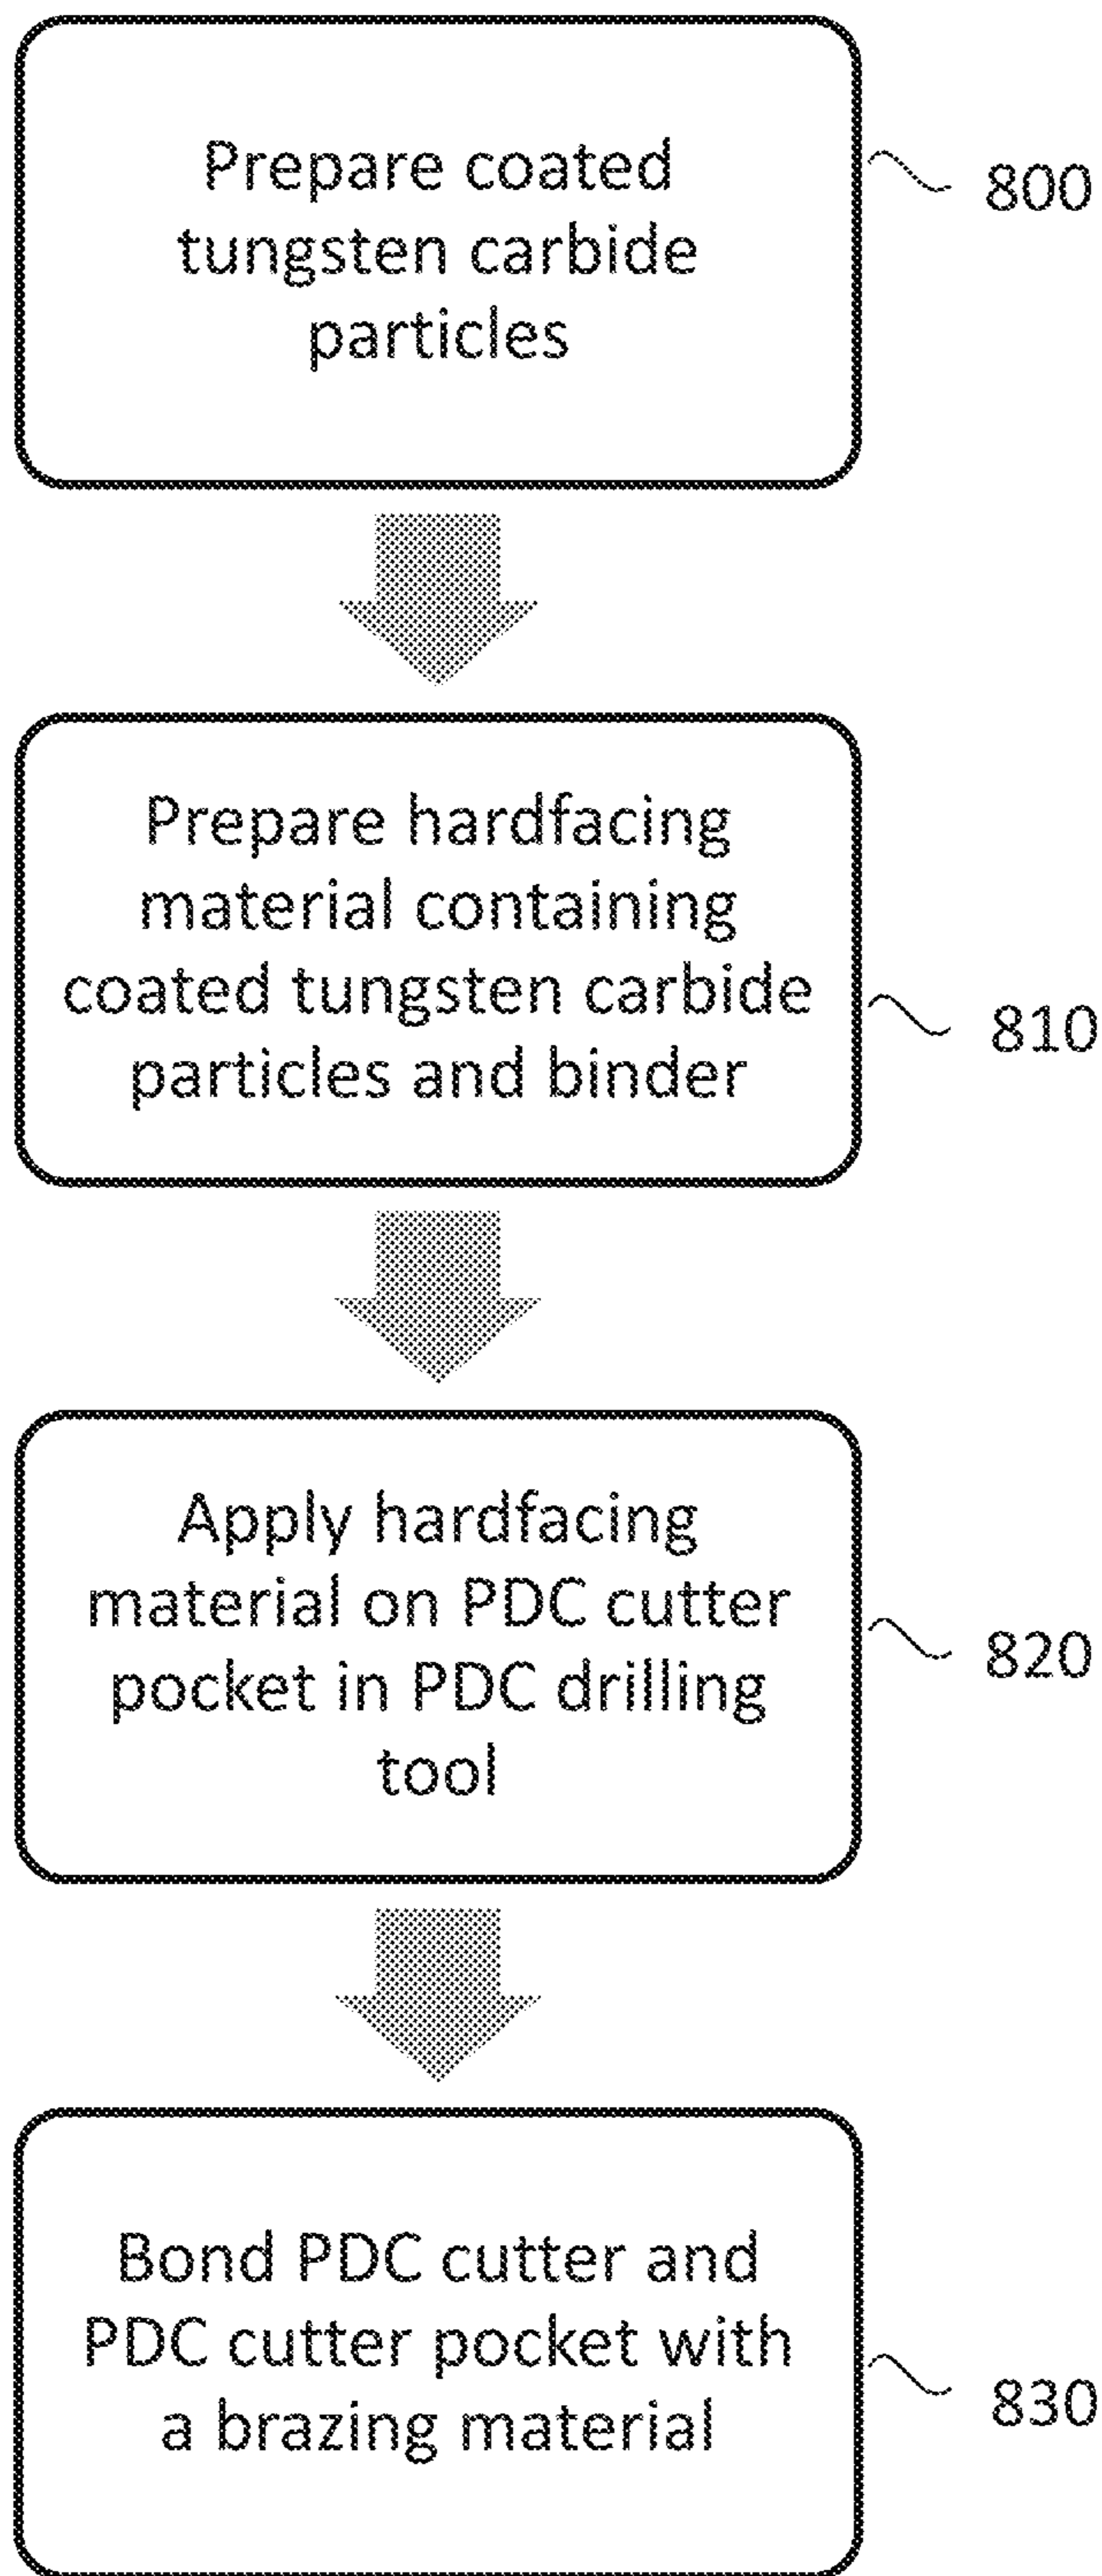 Prepare coated
tungsten carbide
particles
800
Prepare hardfacing
material containing
coated tungsten carbide
particles and binder
810
Apply hardfacing
material on PDC cutter
pocket in PDC drilling
tool
820
Bond PDC cutter and
PDC cutter pocket with
a brazing material
830